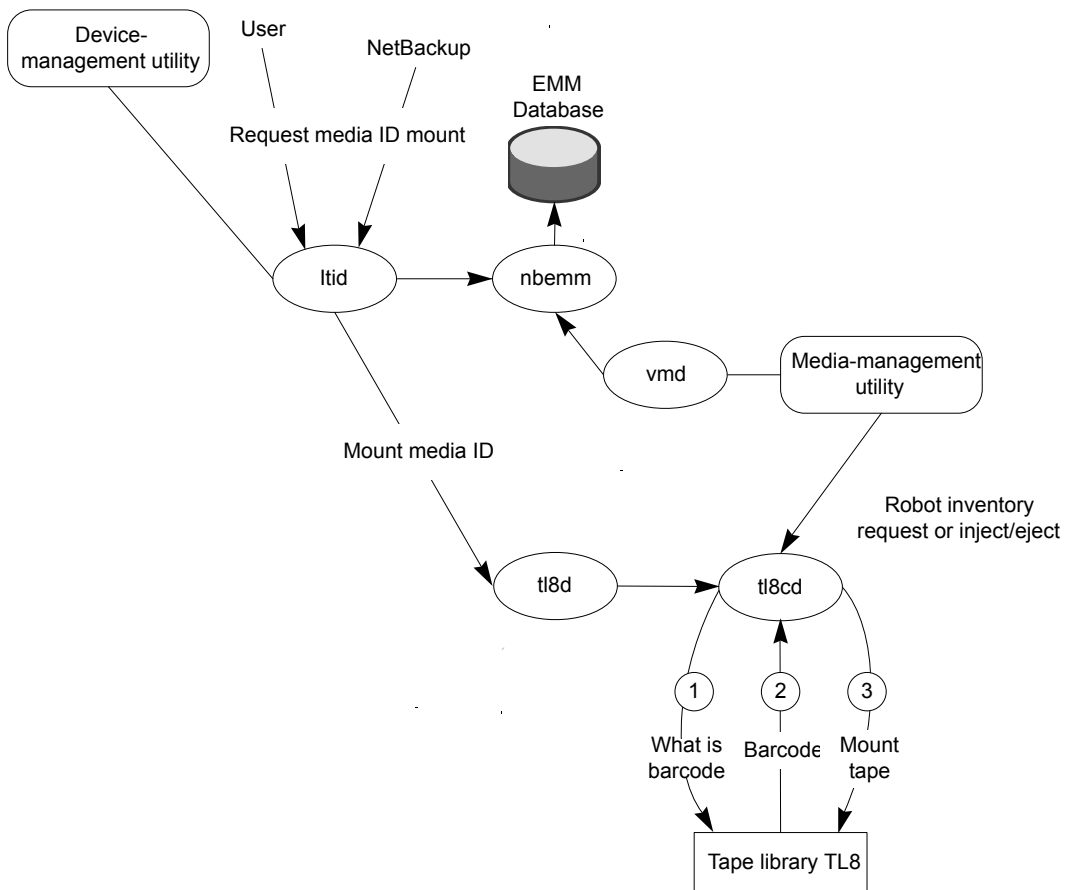 Device-
management utility
User
NetBackup
EMM
Database
Request media ID mount
ltid
nbemm
vmd
Media-management
utility
Mount media ID
Robot inventory
request or inject/eject
tl8d
tl8cd
1
2
3
What is
barcode
Barcode
Mount
tape
Tape library TL8